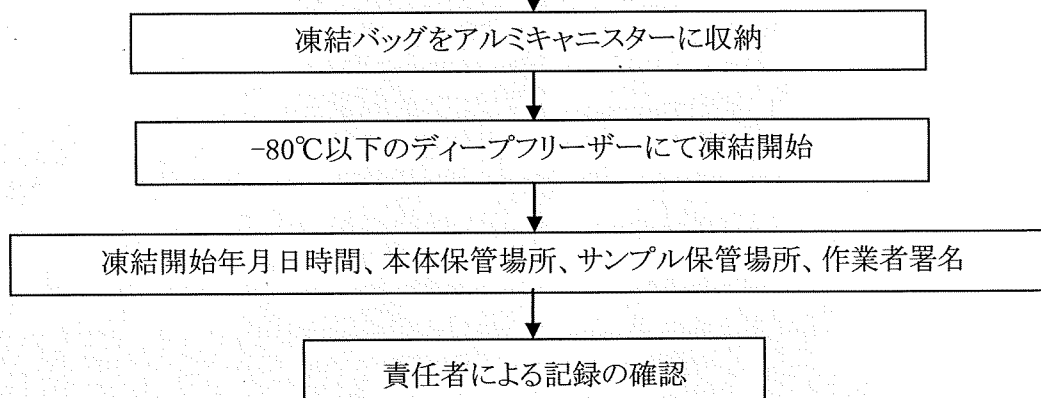 凍結バッグをアルミキャニスターに収納
-80℃以下のディープフリーザーにて凍結開始
凍結開始年月日時間、本体保管場所、サンプル保管場所、作業者署名
責任者による記録の確認